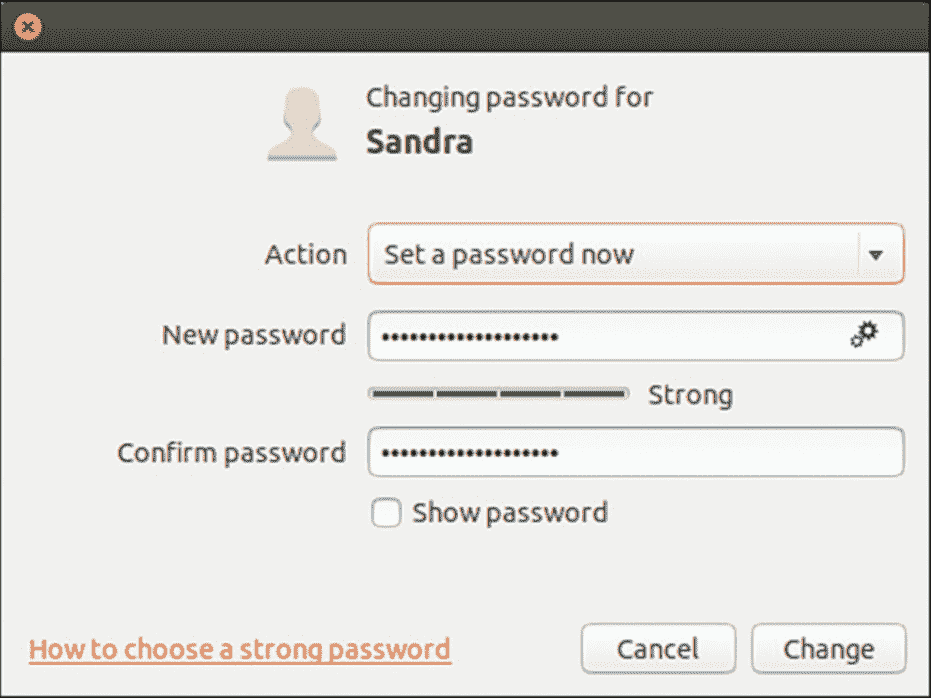 Changing password for
Sandra
Action Set a password now
New password •••••••••••••••••••
Strong
Confirm password •••••••••••••••••••
Show password
How to choose a strong password Cancel Change